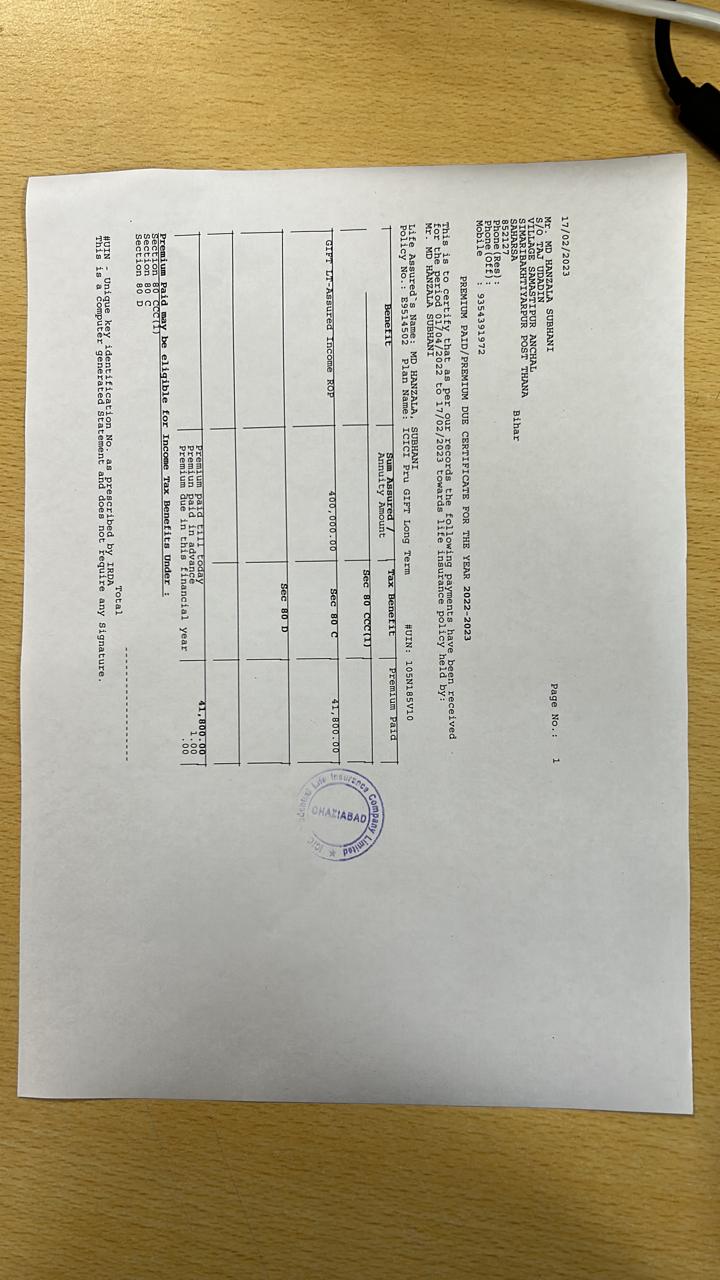 17/02/2023
Page No.: 1
Mr. MD HANZALA SUBHANI
S/O TAJ UDADIN
VILLAGE SAMASTIPUR ANCHAL
SIMARIBAKHTIYARPUR POST THANA
SAHARSA Bihar
852127
Phone(Res):
Phone(Off):
Mobile : 9354391972
PREMIUM PAID/PREMIUM DUE CERTIFICATE FOR THE YEAR 2022-2023
This is to certify that as per our records the following payments have been received
for the period 01/04/2022 to 17/02/2023 towards life insurance policy held by:
Mr. MD HANZALA SUBHANI
Life Assured`s Name: MD HANZALA, SUBHANI
Policy No.: E9514502 Plan Name: ICICI Pru GIFT Long Term #UIN: 105N185V10
Benefit Sum Assured / Tax Benefit Premium Paid
Annuity Amount
Sec 80 CCC(1)
GIFT LT-Assured Income ROP 400,000.00 Sec 80 C 41,800.00
Sec 80 D
Premium paid till today 41,800.00
Premiun paid in advance 1.00
Premium due in this financial year .00
Premium Paid may be eligible for Income Tax Benefits Under :
Section 80 CCC(1)
Section 80 C
Section 80 D
Total
#UIN - Unique key identification No. as prescribed by IRDA
This is a computer generated Statement and does not require any Signature.
Life Insurance Company Limited
GHAZIABAD